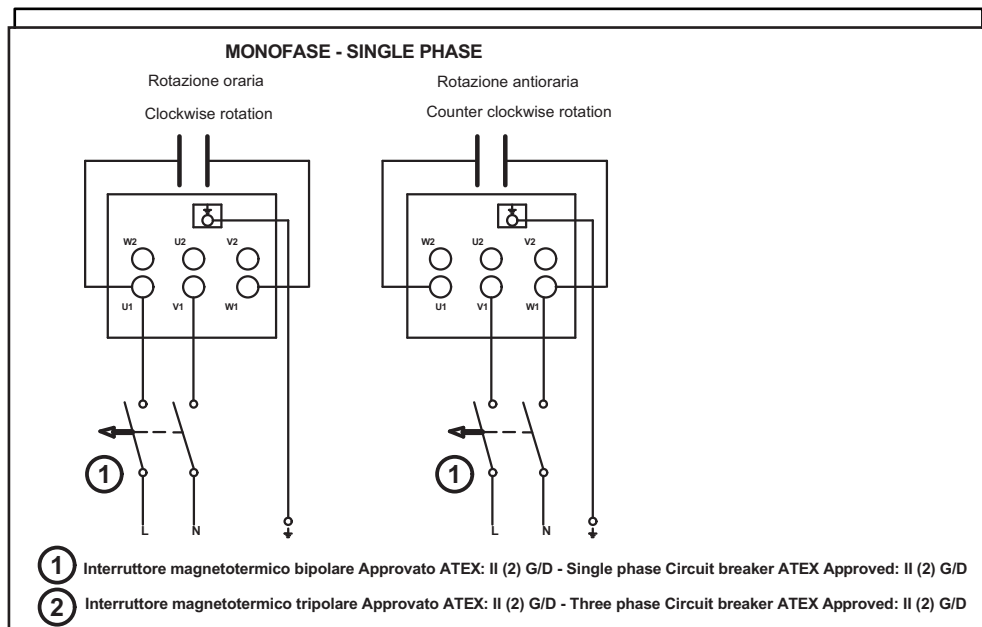 MONOFASE - SINGLE PHASE
Rotazione oraria
Rotazione antioraria
Clockwise rotation
Counter clockwise rotation
W2 U2 V2
W2 U2 V2
U1 V1 W1
U1 V1 W1
1
1
L N
L N
1 Interruttore magnetotermico bipolare Approvato ATEX: II (2) G/D - Single phase Circuit breaker ATEX Approved: II (2) G/D
2 Interruttore magnetotermico tripolare Approvato ATEX: II (2) G/D - Three phase Circuit breaker ATEX Approved: II (2) G/D